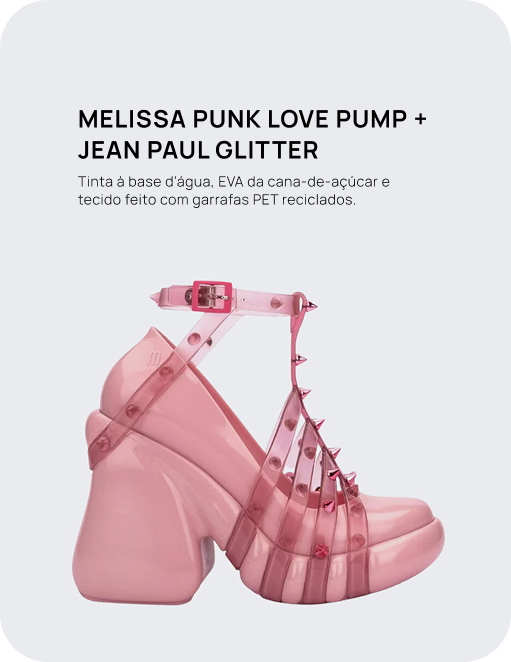 MELISSA PUNK LOVE PUMP +
JEAN PAUL GLITTER
Tinta à base d'água, EVA da cana-de-açúcar e
tecido feito com garrafas PET reciclados.